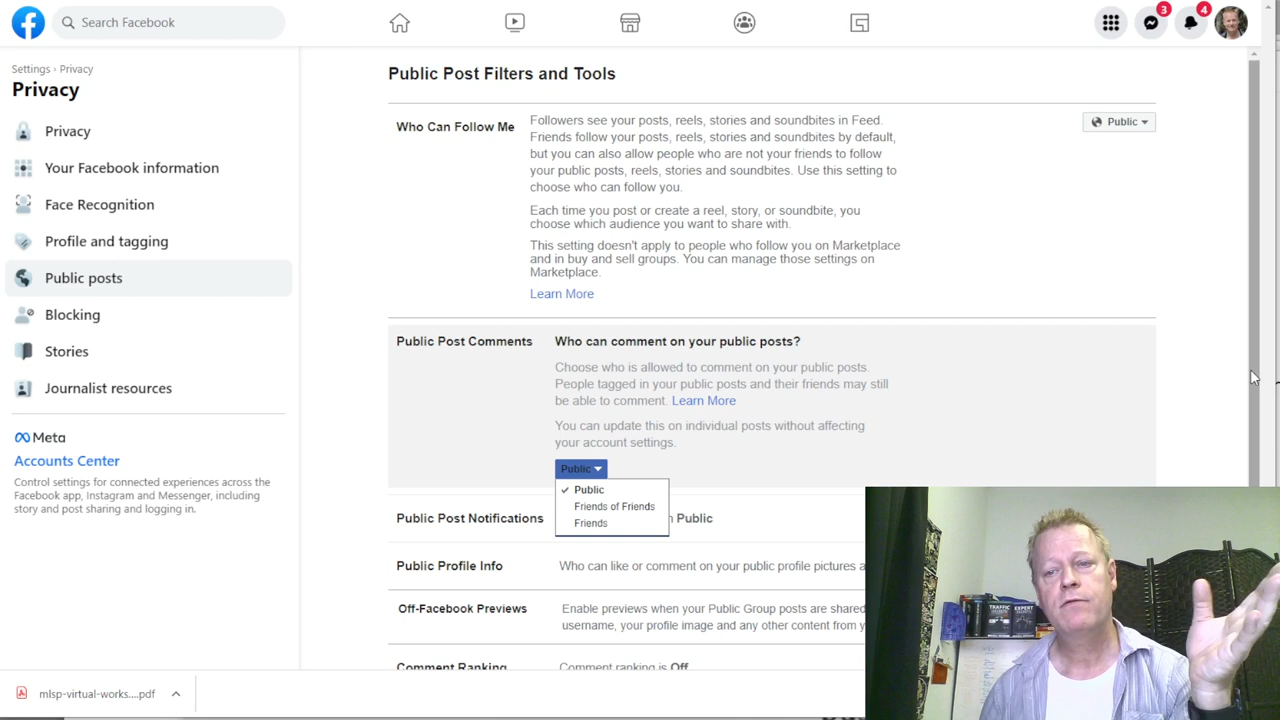 Search Facebook
3
4
Settings › Privacy
Privacy
Privacy
Your Facebook information
Face Recognition
Profile and tagging
Public posts
Blocking
Stories
Journalist resources
Meta
Accounts Center
Control settings for connected experiences across the
Facebook app, Instagram and Messenger, including
story and post sharing and logging in.
Public Post Filters and Tools
Who Can Follow Me
Followers see your posts, reels, stories and soundbites in Feed.
Friends follow your posts, reels, stories and soundbites by default,
but you can also allow people who are not your friends to follow
your public posts, reels, stories and soundbites. Use this setting to
choose who can follow you.
Each time you post or create a reel, story, or soundbite, you
choose which audience you want to share with.
This setting doesn't apply to people who follow you on Marketplace
and in buy and sell groups. You can manage those settings on
Marketplace.
Learn More
Public
Public Post Comments
Who can comment on your public posts?
Choose who is allowed to comment on your public posts.
People tagged in your public posts and their friends may still
be able to comment. Learn More
You can update this on individual posts without affecting
your account settings.
Public
Public
Friends of Friends
Friends
Public Post Notifications
Public
Public Profile Info
Who can like or comment on your public profile pictures
Off-Facebook Previews
Enable previews when your Public Group posts are shared
username, your profile image and any other content from
Comment Ranking
Comment ranking is Off
mlsp-virtual-works....pdf
TRAFFIC
EXPERT